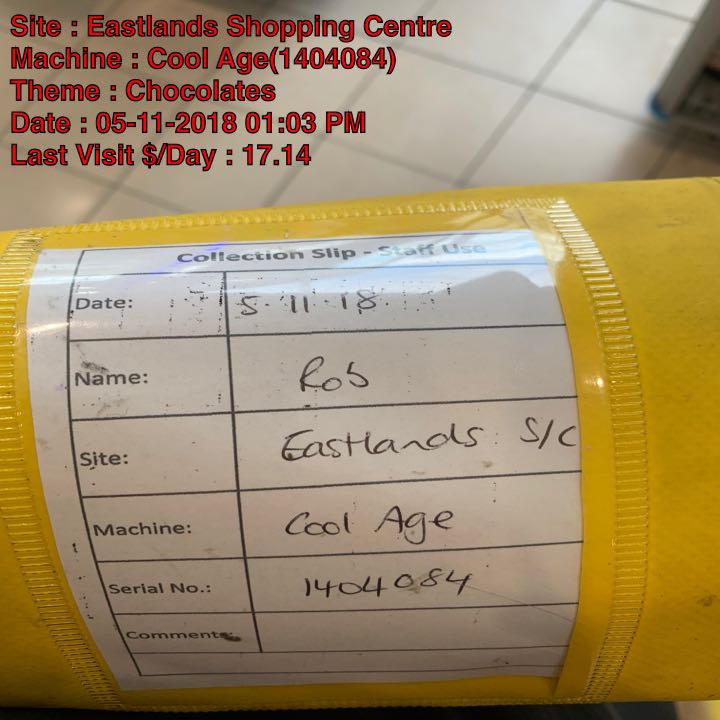 Site : Eastlands Shopping Centre
Machine : Cool Age(1404084)
Theme : Chocolates
Date : 05-11-2018 01:03 PM
Last Visit $/Day : 17.14
Collection Slip - Staff Use
Date: 5.11.18.
Name: Rob
Site: Eastlands S/C
Machine: Cool Age
Serial No.: 1404084
Comments: